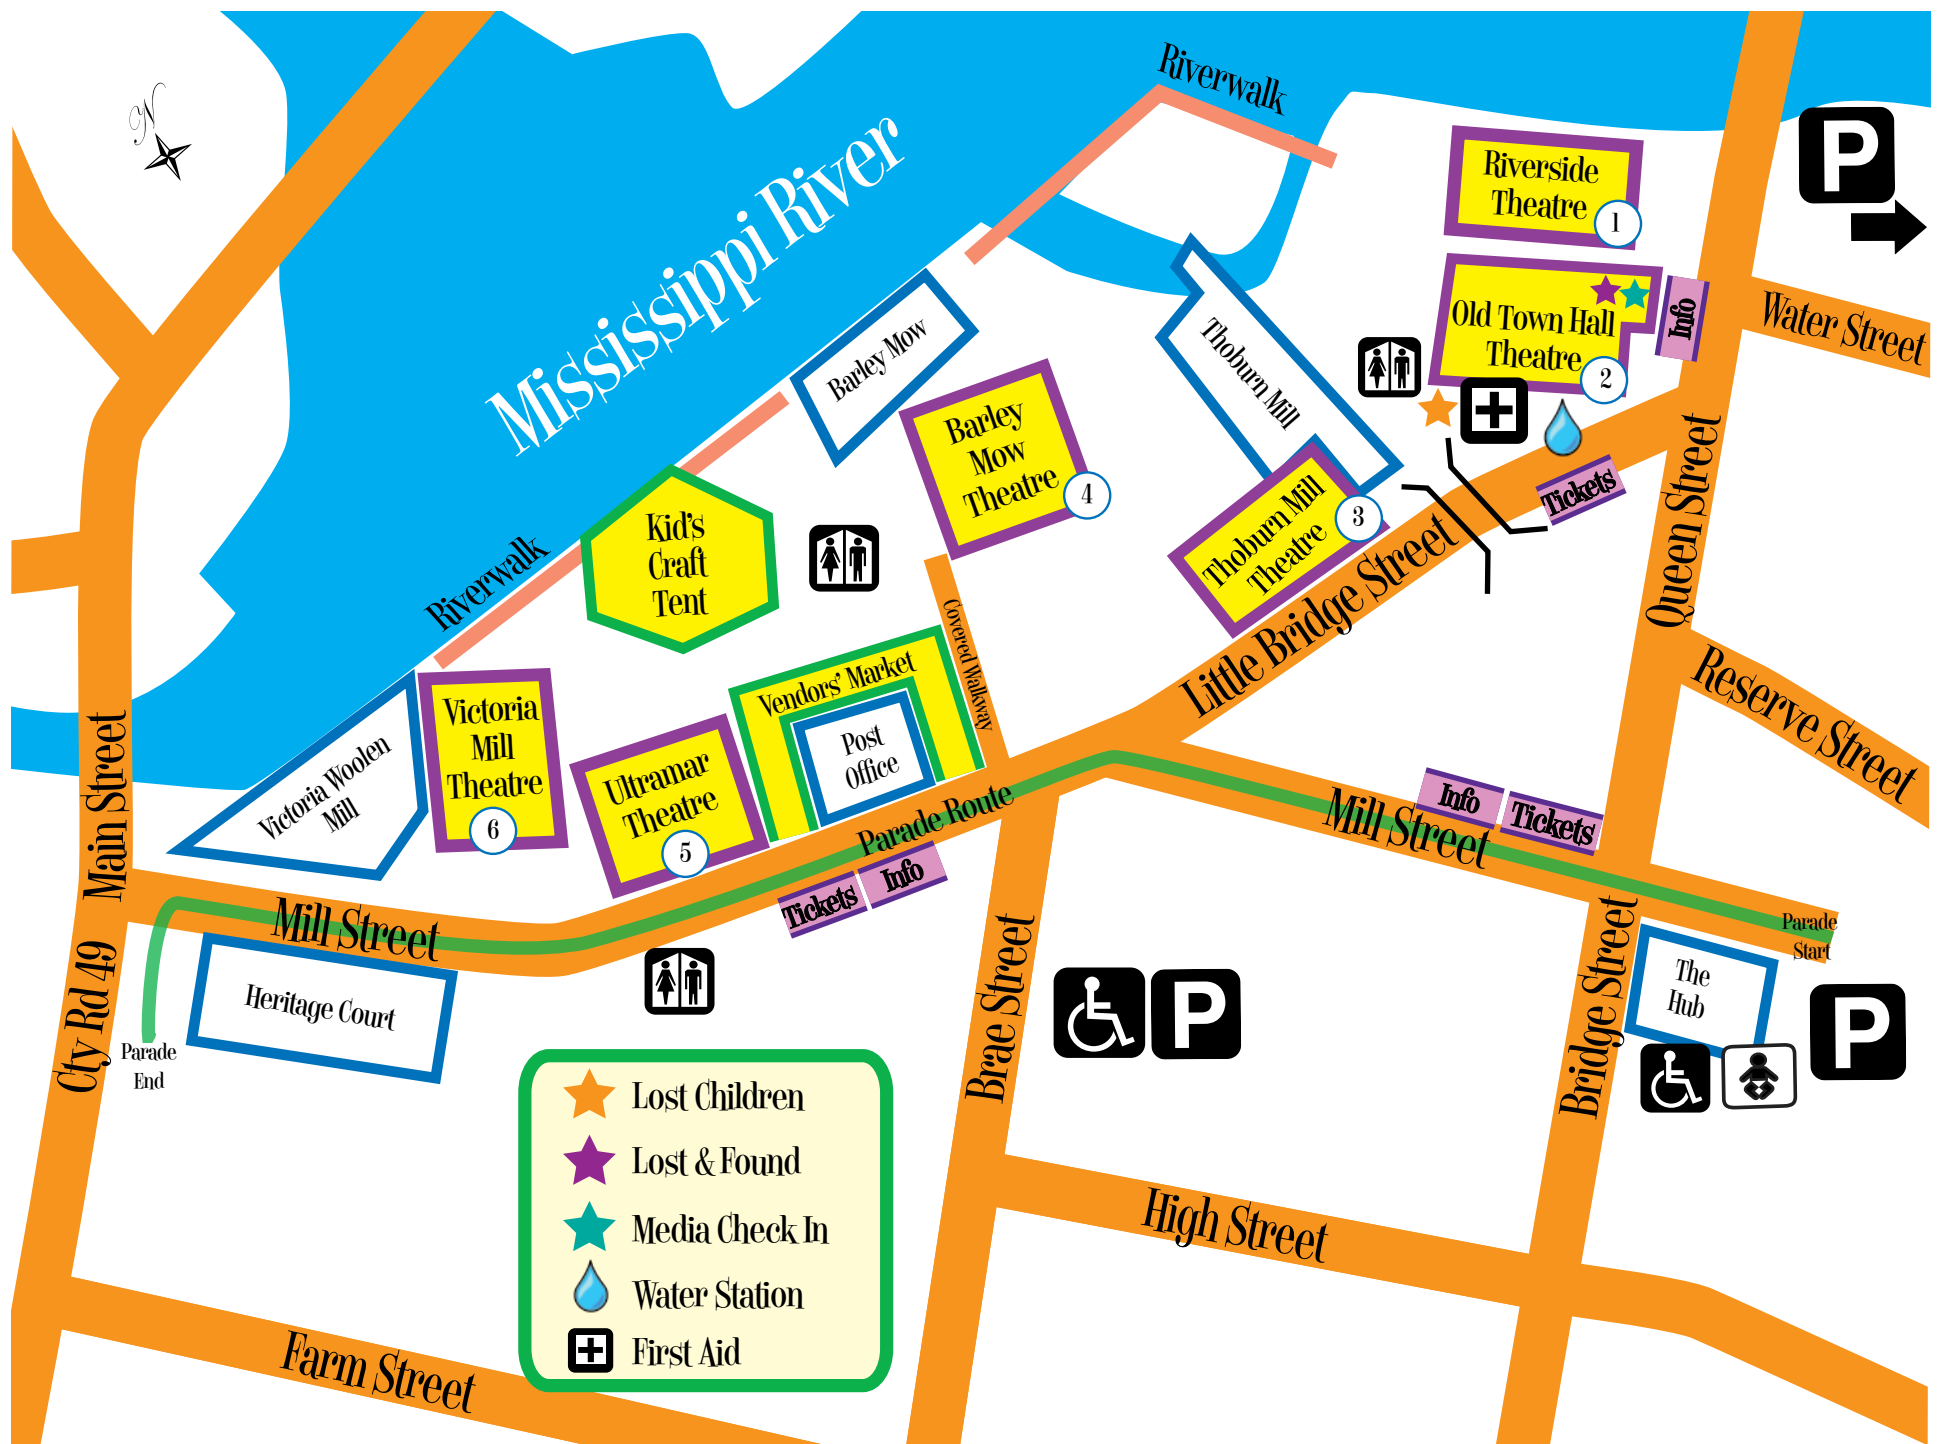 N
Riverwalk
Mississippi River
P
Riverside
Theatre
1
Old Town Hall
Theatre
2
Info
Water Street
Barley Mow
Thoburn Mill
Barley
Mow
Theatre
4
Kid's
Craft
Tent
Riverwalk
Thoburn Mill
Theatre
3
Tickets
Queen Street
Little Bridge Street
Covered Walkway
Reserve Street
Vendors' Market
Post
Office
Victoria
Mill
Theatre
6
Ultramar
Theatre
5
Victoria Woolen
Mill
Main Street
Parade Route
Tickets
Info
Info
Tickets
Mill Street
Mill Street
Parade
Start
Heritage Court
Cty Rd 49
Parade
End
Brae Street
P
Bridge Street
The
Hub
P
Lost Children
Lost & Found
Media Check In
Water Station
First Aid
High Street
Farm Street